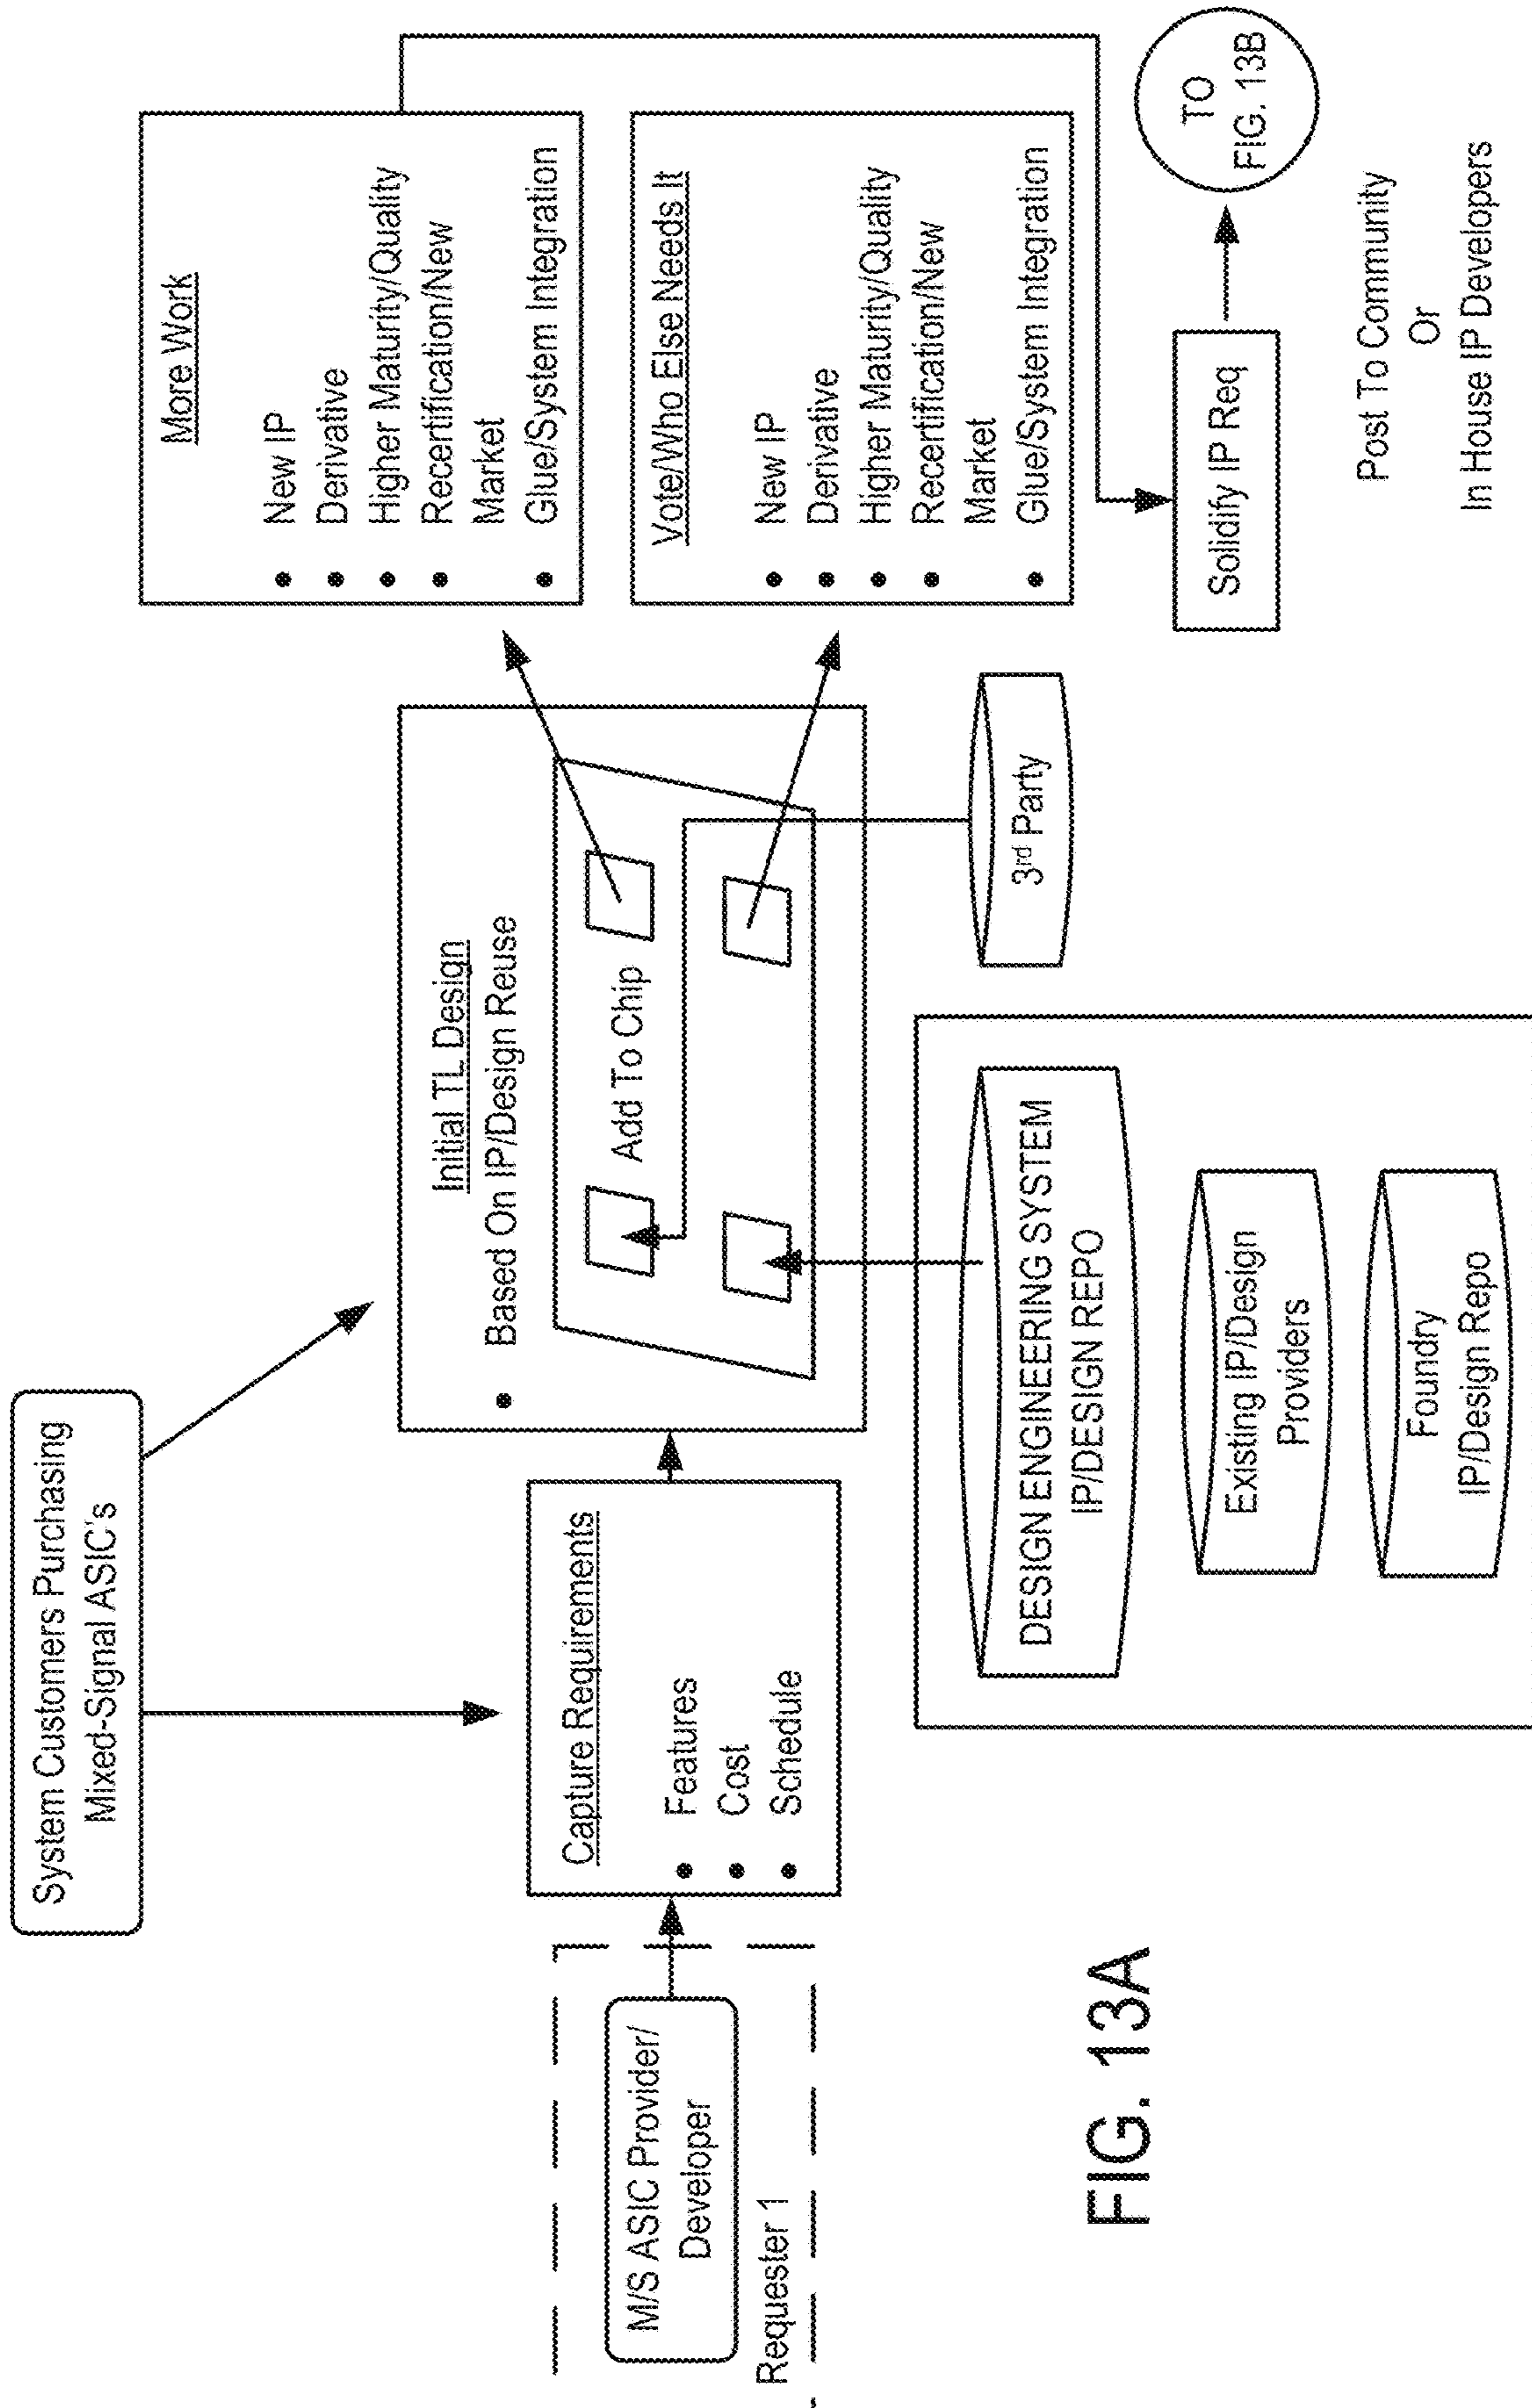 System Customers Purchasing
Mixed-Signal ASIC's
M/S ASIC Provider/
Developer
Requester 1
Capture Requirements
• Features
• Cost
• Schedule
Initial TL Design
• Based On IP/Design Reuse
Add To Chip
More Work
• New IP
• Derivative
• Higher Maturity/Quality
• Recertification/New
Market
• Glue/System Integration
Vote/Who Else Needs It
• New IP
• Derivative
• Higher Maturity/Quality
• Recertification/New
Market
• Glue/System Integration
3rd Party
DESIGN ENGINEERING SYSTEM
IP/DESIGN REPO
Existing IP/Design
Providers
Foundry
IP/Design Repo
Solidify IP Req
TO
FIG. 13B
Post To Community
Or
In House IP Developers
FIG. 13A